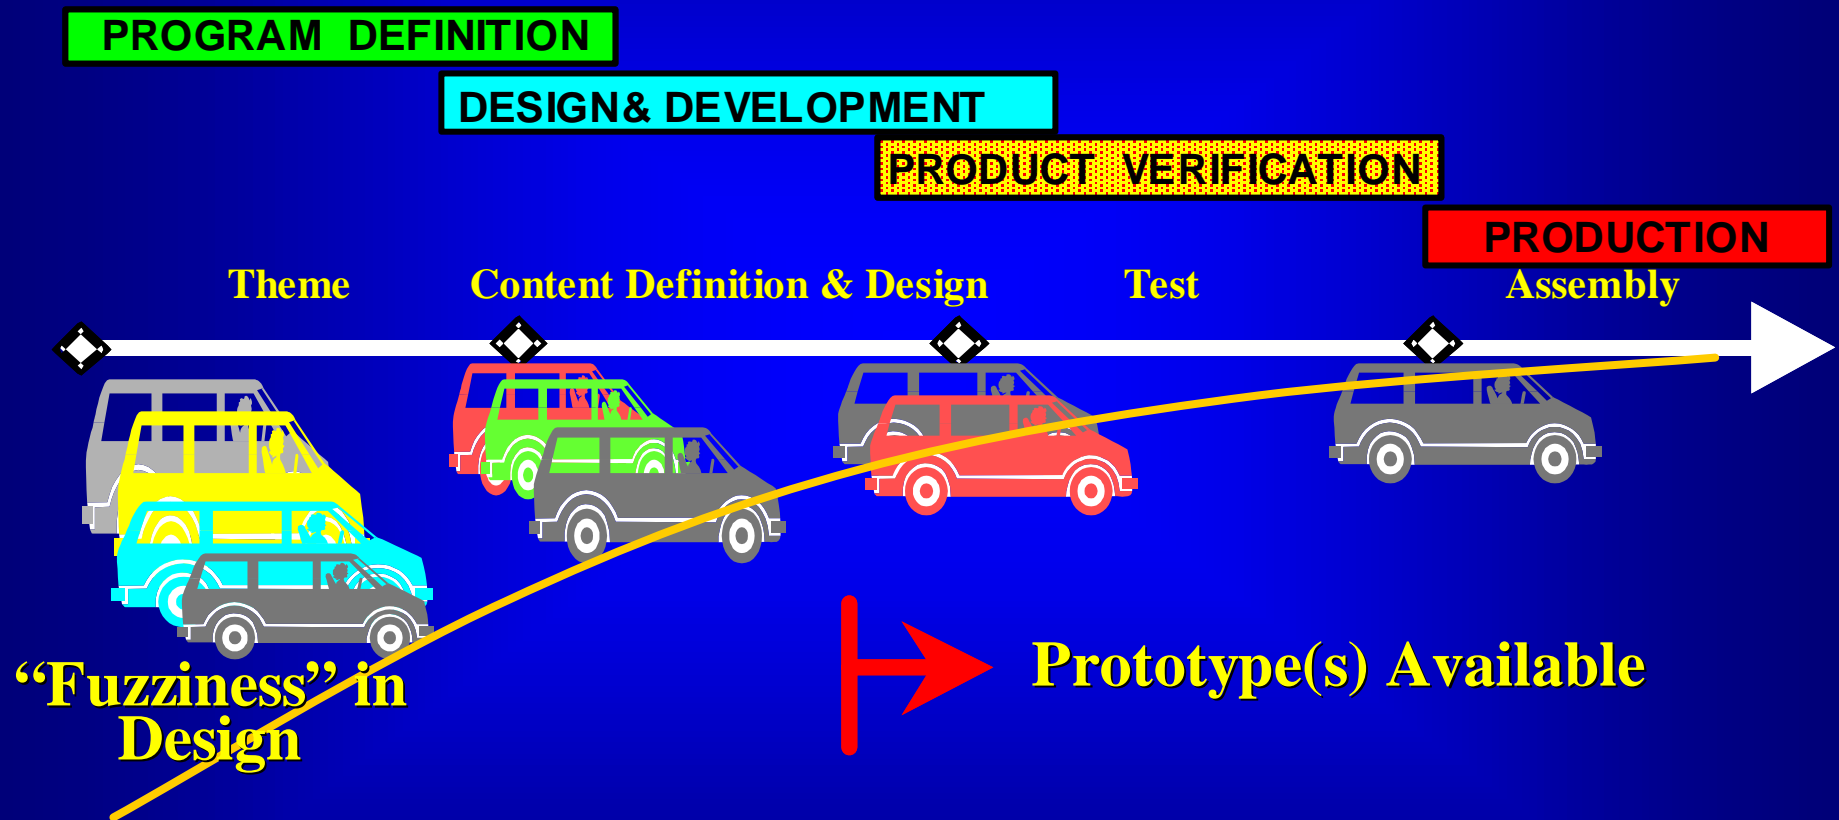 PROGRAM DEFINITION
DESIGN& DEVELOPMENT
PRODUCT VERIFICATION
PRODUCTION
Theme
Content Definition & Design
Test
Assembly
“Fuzziness” in
Design
Prototype(s) Available